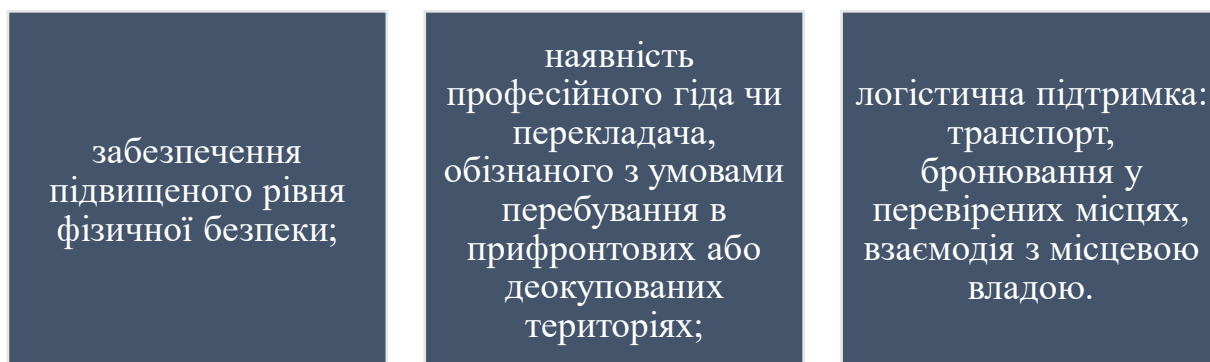 забезпечення
підвищеного рівня
фізичної безпеки;
наявність
професійного гіда чи
перекладача,
обізнаного з умовами
перебування в
прифронтових або
деокупованих
територіях;
логістична підтримка:
транспорт,
бронювання у
перевірених місцях,
взаємодія з місцевою
владою.